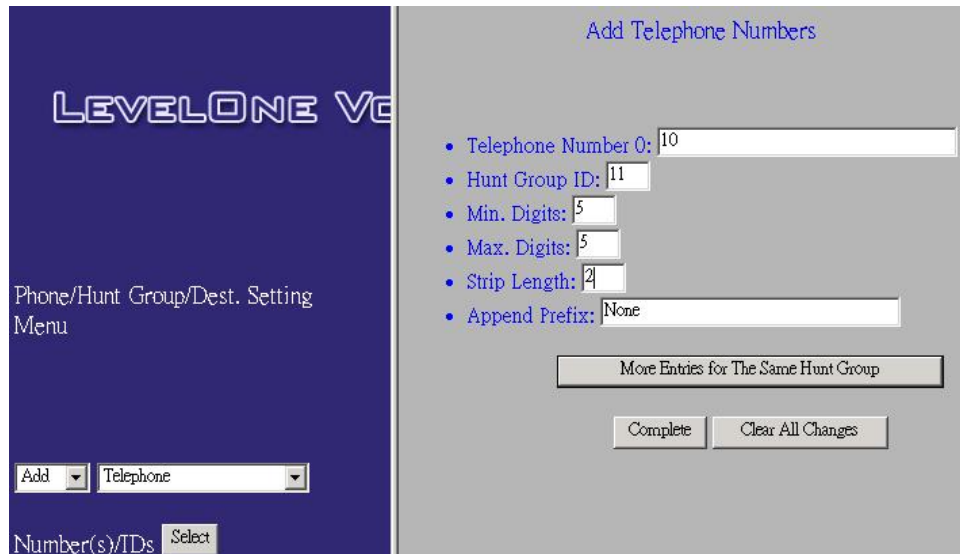 LEVELONE
Phone/Hunt Group/Dest. Setting
Menu
Add Telephone
Number(s)/IDs Select
Add Telephone Numbers
Telephone Number 0: 10
Hunt Group ID: 11
Min. Digits: 5
Max. Digits: 5
Strip Length: 2
Append Prefix: None
More Entries for The Same Hunt Group
Complete Clear All Changes